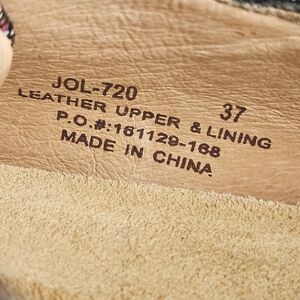 JOL-720 37
LEATHER UPPER & LINING
P.O.#:161129-168
MADE IN CHINA